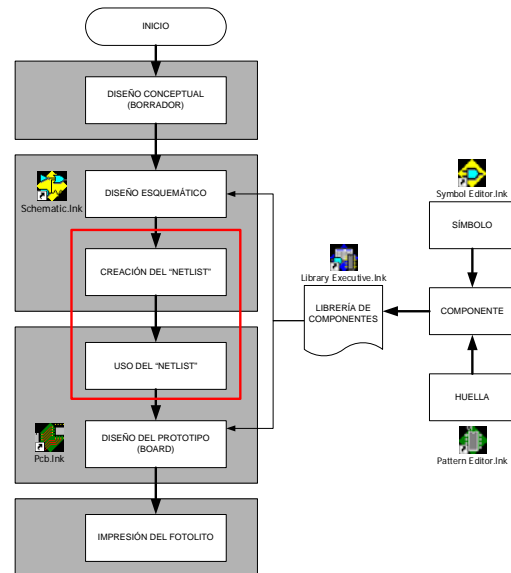 INICIO
DISEÑO CONCEPTUAL
(BORRADOR)
DISEÑO ESQUEMÁTICO
Schematic.lnk
CREACIÓN DEL “NETLIST”
USO DEL “NETLIST”
DISEÑO DEL PROTOTIPO
(BOARD)
Pcb.lnk
IMPRESIÓN DEL FOTOLITO
Library Executive.lnk
LIBRERÍA DE
COMPONENTES
Symbol Editor.lnk
SÍMBOLO
COMPONENTE
HUELLA
Pattern Editor.lnk